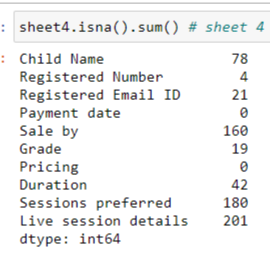 : sheet4.isna().sum() # sheet 4
: Child Name 78
Registered Number 4
Registered Email ID 21
Payment date 0
Sale by 160
Grade 19
Pricing 0
Duration 42
Sessions preferred 180
Live session details 201
dtype: int64